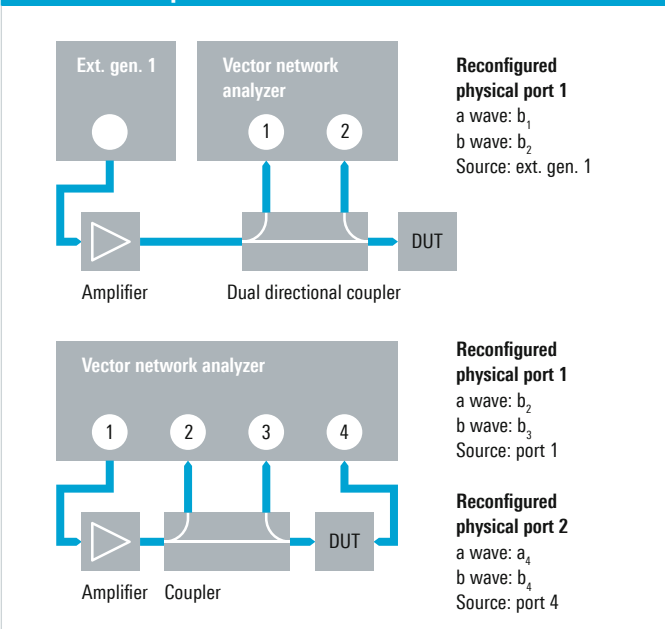 Ext. gen. 1
Vector network
analyzer
1
2
Amplifier
Dual directional coupler
DUT
Reconfigured
physical port 1
a wave: b₁
b wave: b₂
Source: ext. gen. 1
Vector network analyzer
1
2
3
4
DUT
Amplifier
Coupler
Reconfigured
physical port 1
a wave: b₂
b wave: b₃
Source: port 1
Reconfigured
physical port 2
a wave: a₄
b wave: b₄
Source: port 4